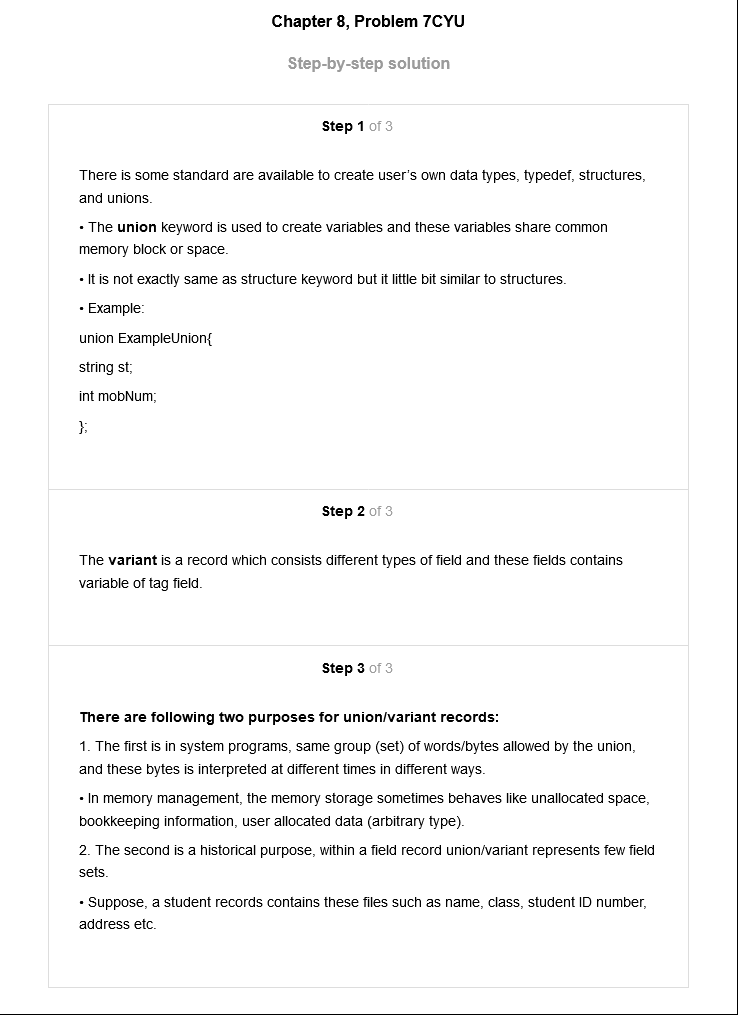 Chapter 8, Problem 7CYU
Step-by-step solution
Step 1 of 3
There is some standard are available to create user's own data types, typedef, structures,
and unions.
• The union keyword is used to create variables and these variables share common
memory block or space.
• It is not exactly same as structure keyword but it little bit similar to structures.
• Example:
union ExampleUnion{
string st;
int mobNum;
};
Step 2 of 3
The variant is a record which consists different types of field and these fields contains
variable of tag field.
Step 3 of 3
There are following two purposes for union/variant records:
1. The first is in system programs, same group (set) of words/bytes allowed by the union,
and these bytes is interpreted at different times in different ways.
• In memory management, the memory storage sometimes behaves like unallocated space,
bookkeeping information, user allocated data (arbitrary type).
2. The second is a historical purpose, within a field record union/variant represents few field
sets.
• Suppose, a student records contains these files such as name, class, student ID number,
address etc.